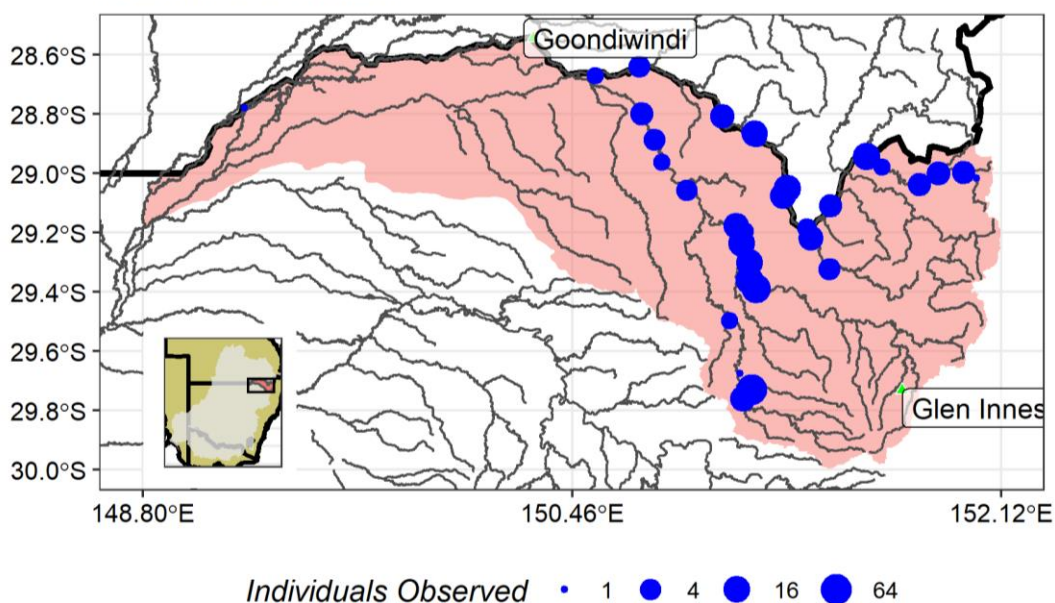 Goondiwindi
28.6°S
28.8°S
29.0°S
29.2°S
29.4°S
29.6°S
29.8°S
Glen Innes
30.0°S
148.80°E 150.46°E 152.12°E
Individuals Observed 1 4 16 64